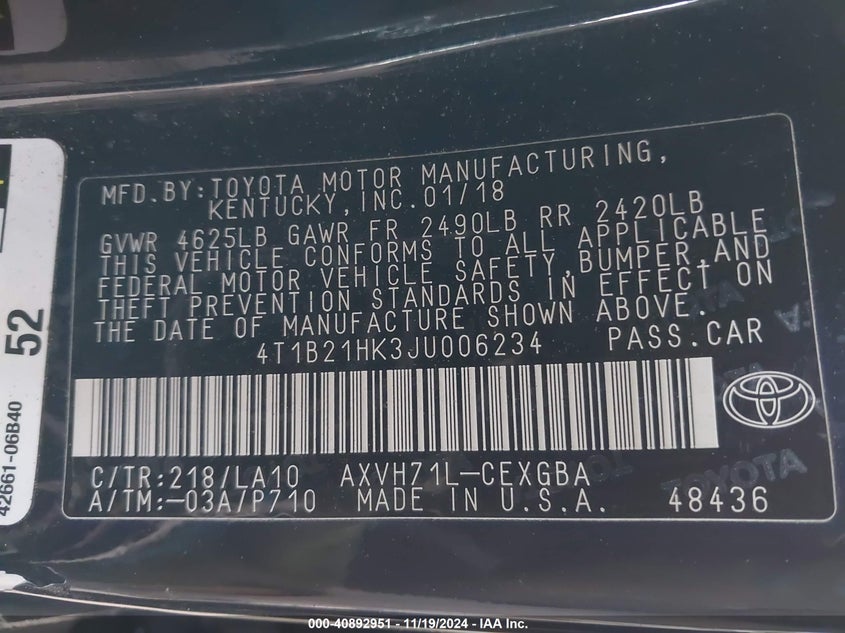 MFD. BY: TOYOTA MOTOR MANUFACTURING,
KENTUCKY, INC. 01/18
GVWR 4625LB GAWR FR 2490LB RR 2420LB
THIS VEHICLE CONFORMS TO ALL APPLICABLE
FEDERAL MOTOR VEHICLE SAFETY, BUMPER, AND
THEFT PREVENTION STANDARDS IN EFFECT ON
THE DATE OF MANUFACTURE SHOWN ABOVE.
4T1B21HK3JU006234 PASS. CAR
C/TR: 218/LA10 AXVH71L-CEXGBA
A/TM: -03A/P710 MADE IN U.S.A. 48436
TOYOTA
52
42661-06B40
000-40892951 - 11/19/2024 - IAA Inc.